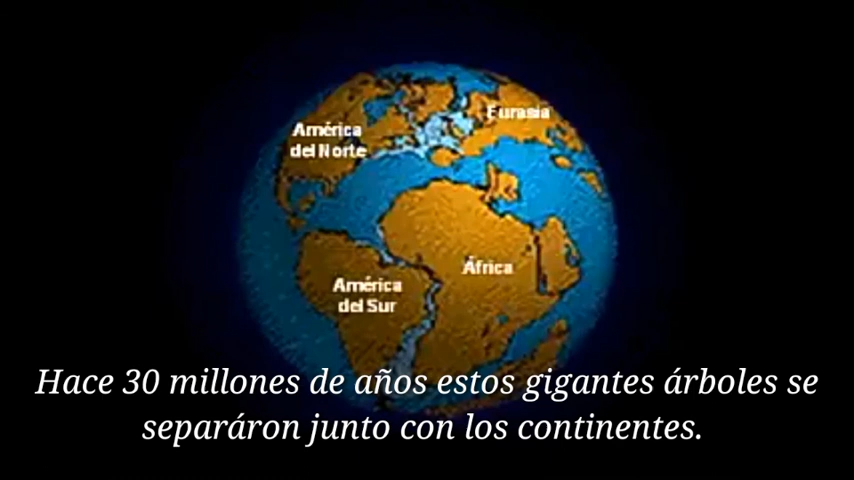 América
del Norte
Eurasia
América
del Sur
África
Hace 30 millones de años estos gigantes árboles se
separáron junto con los continentes.